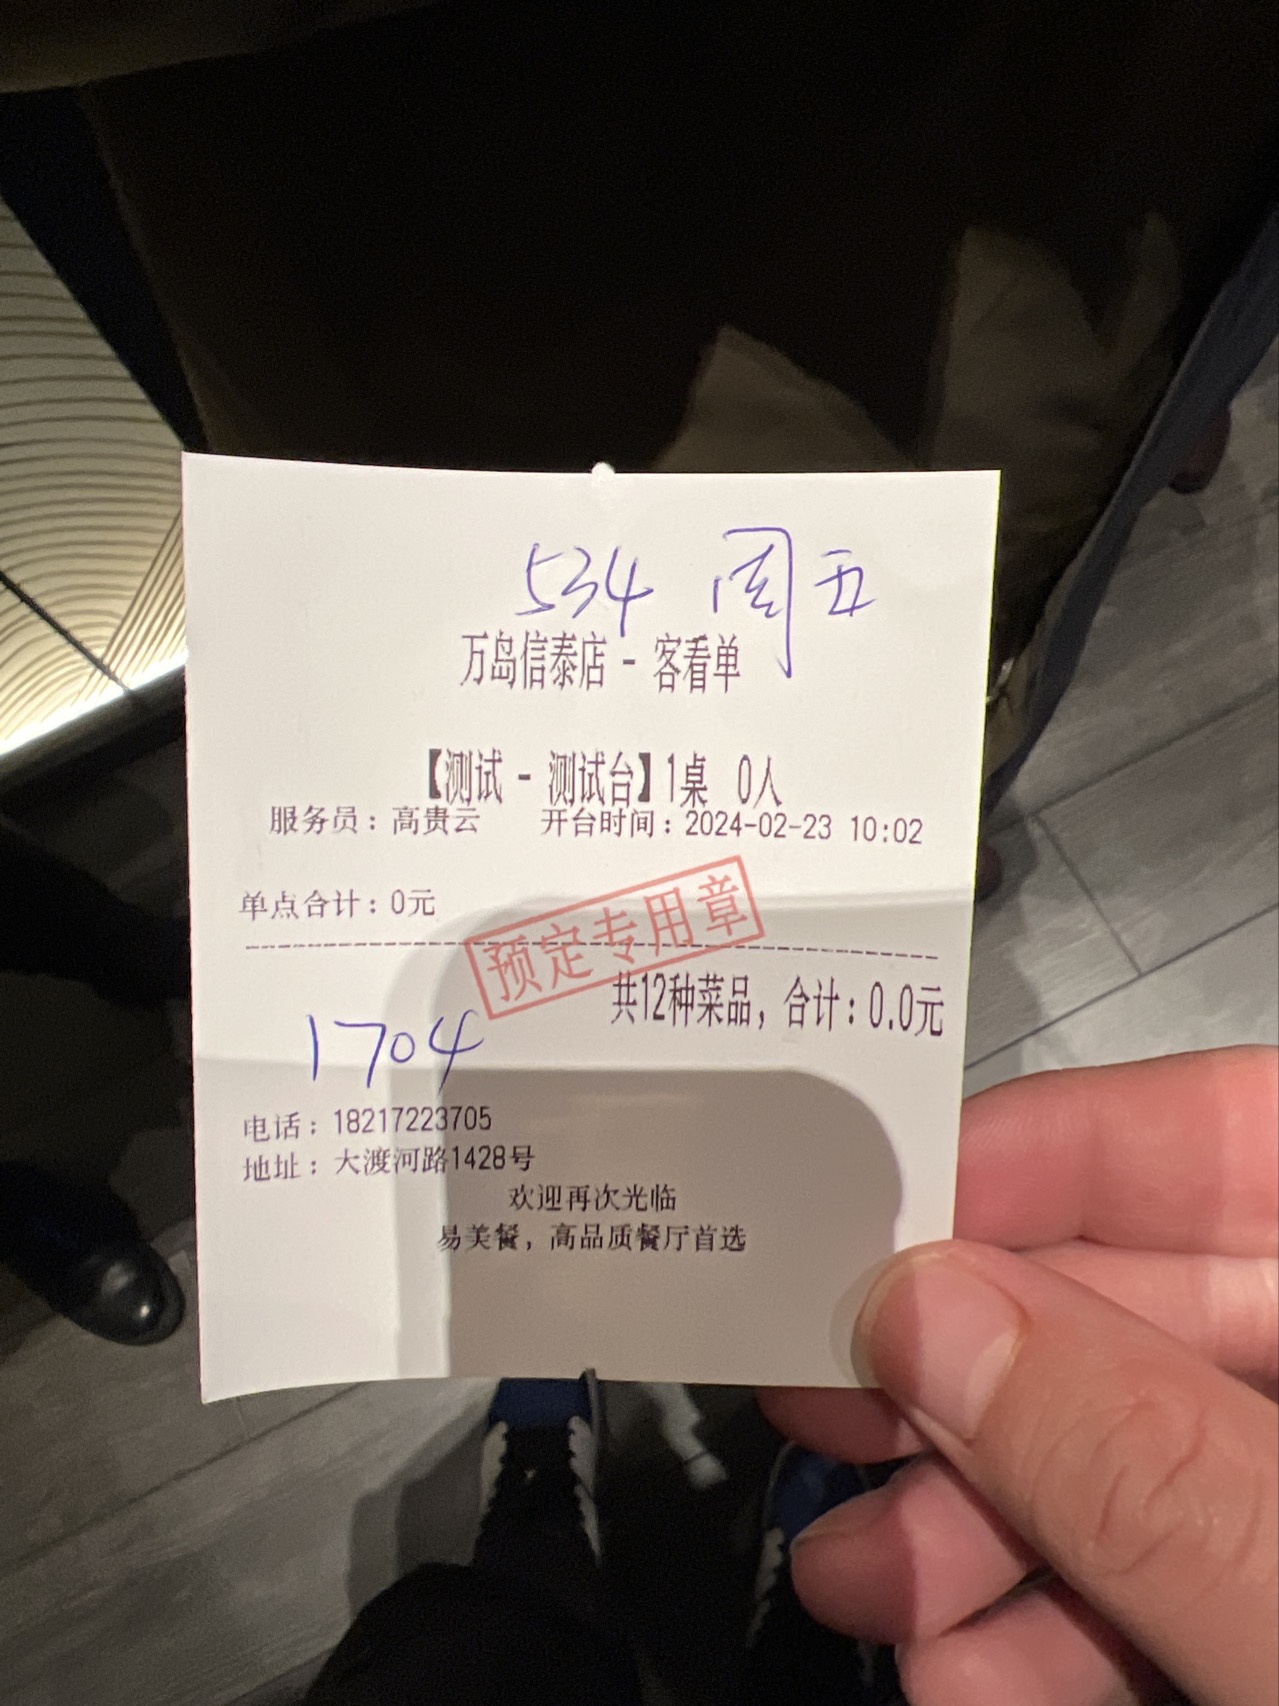 534 周五
万岛信泰店 - 客看单
【测试 - 测试台】1桌 0人
服务员：高贵云 开台时间：2024-02-23 10:02
单点合计：0元
预定专用章
共12种菜品，合计：0.0元
1704
电话：18217223705
地址：大渡河路1428号
欢迎再次光临
易美餐，高品质餐厅首选